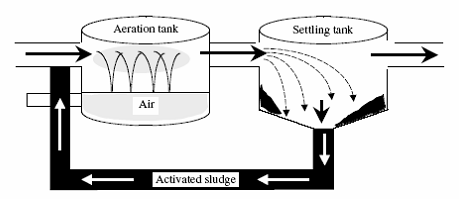 Aeration tank
Settling tank
Air
Activated sludge